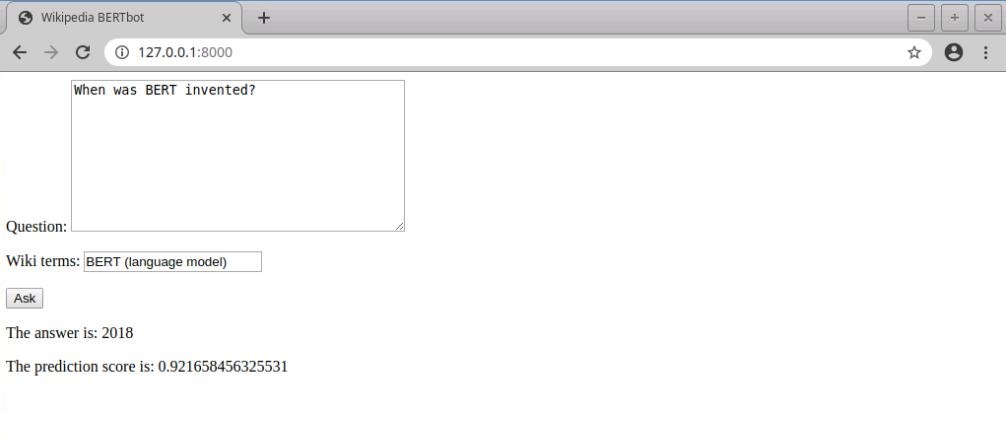 Wikipedia BERTbot
127.0.0.1:8000
When was BERT invented?
Question:
Wiki terms: BERT (language model)
Ask
The answer is: 2018
The prediction score is: 0.921658456325531